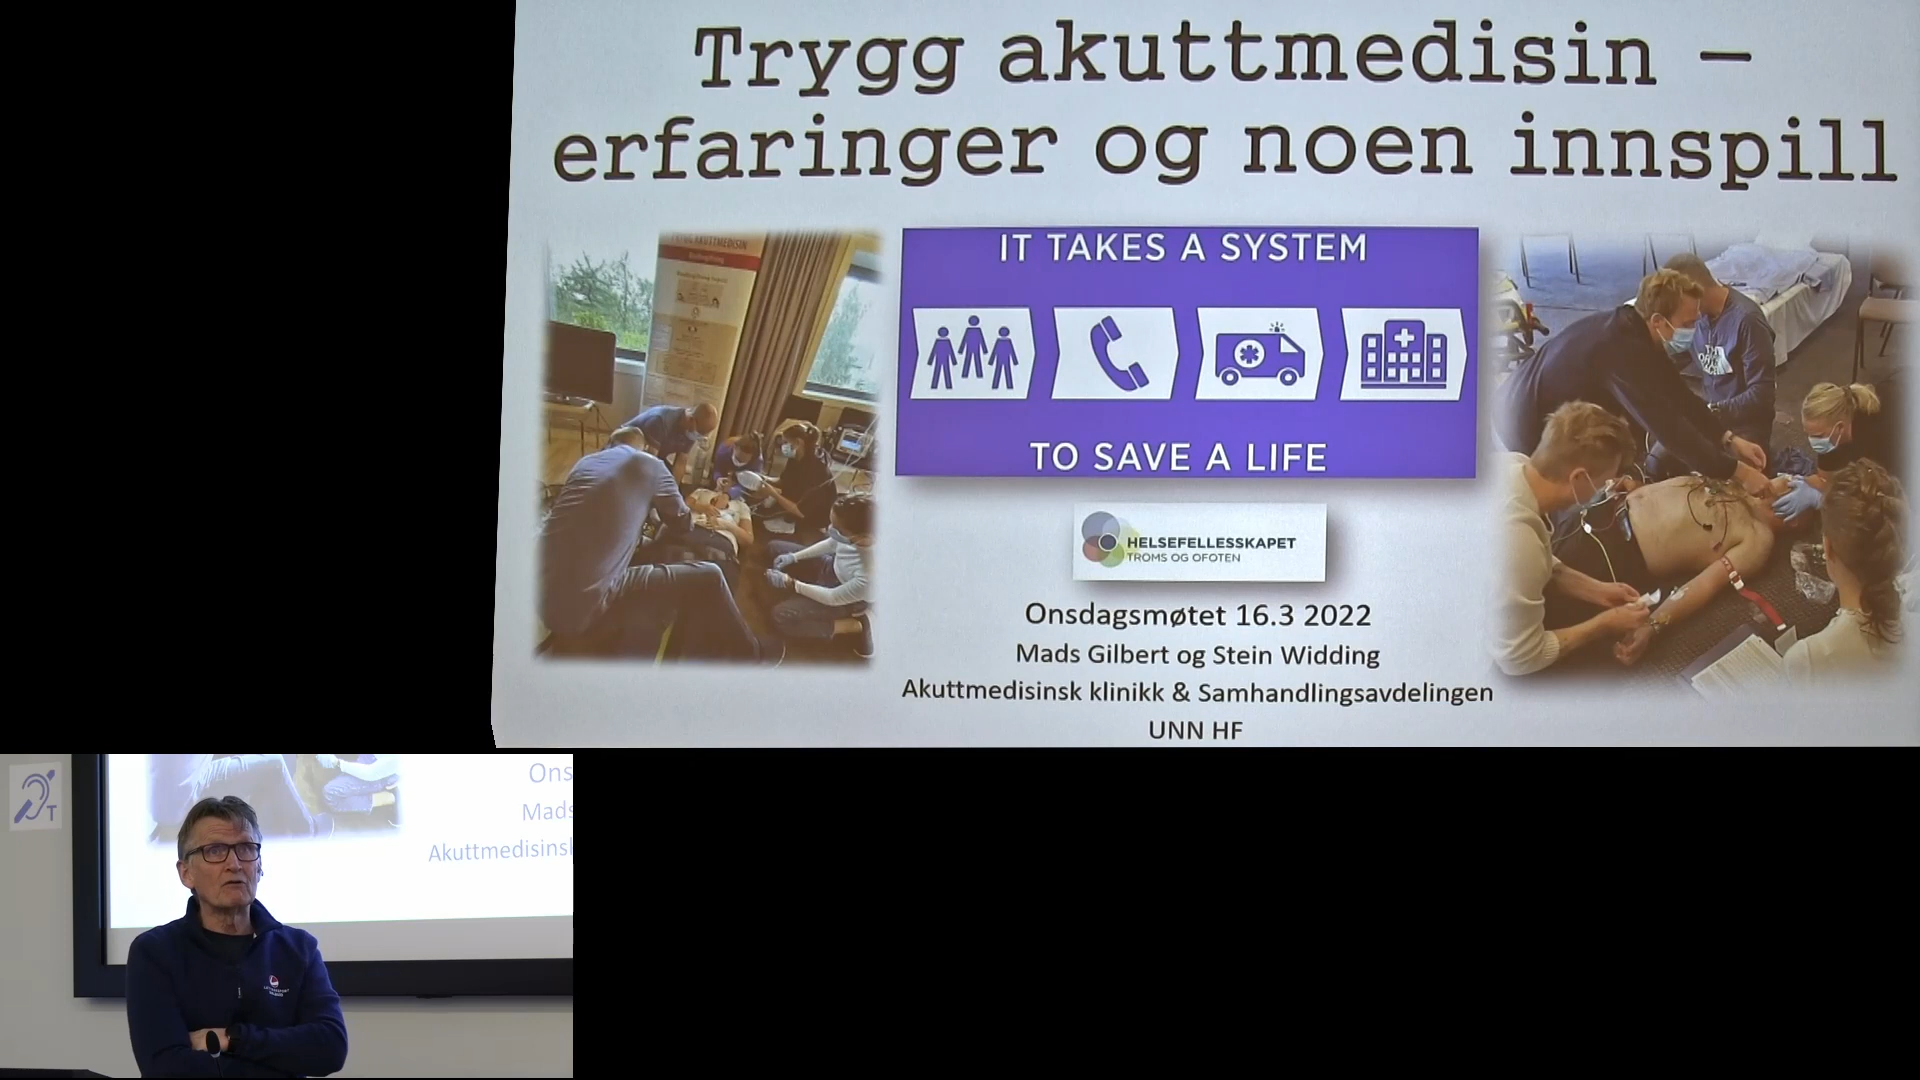 Trygg akuttmedisin –
erfaringer og noen innspill
IT TAKES A SYSTEM
TO SAVE A LIFE
HELSEFELLESSKAPET
TROMS OG OFOTEN
Onsdagsmøtet 16.3 2022
Mads Gilbert og Stein Widding
Akuttmedisinsk klinikk & Samhandlingsavdelingen
UNN HF
Ons
Mads
Akuttmedisinsk
T